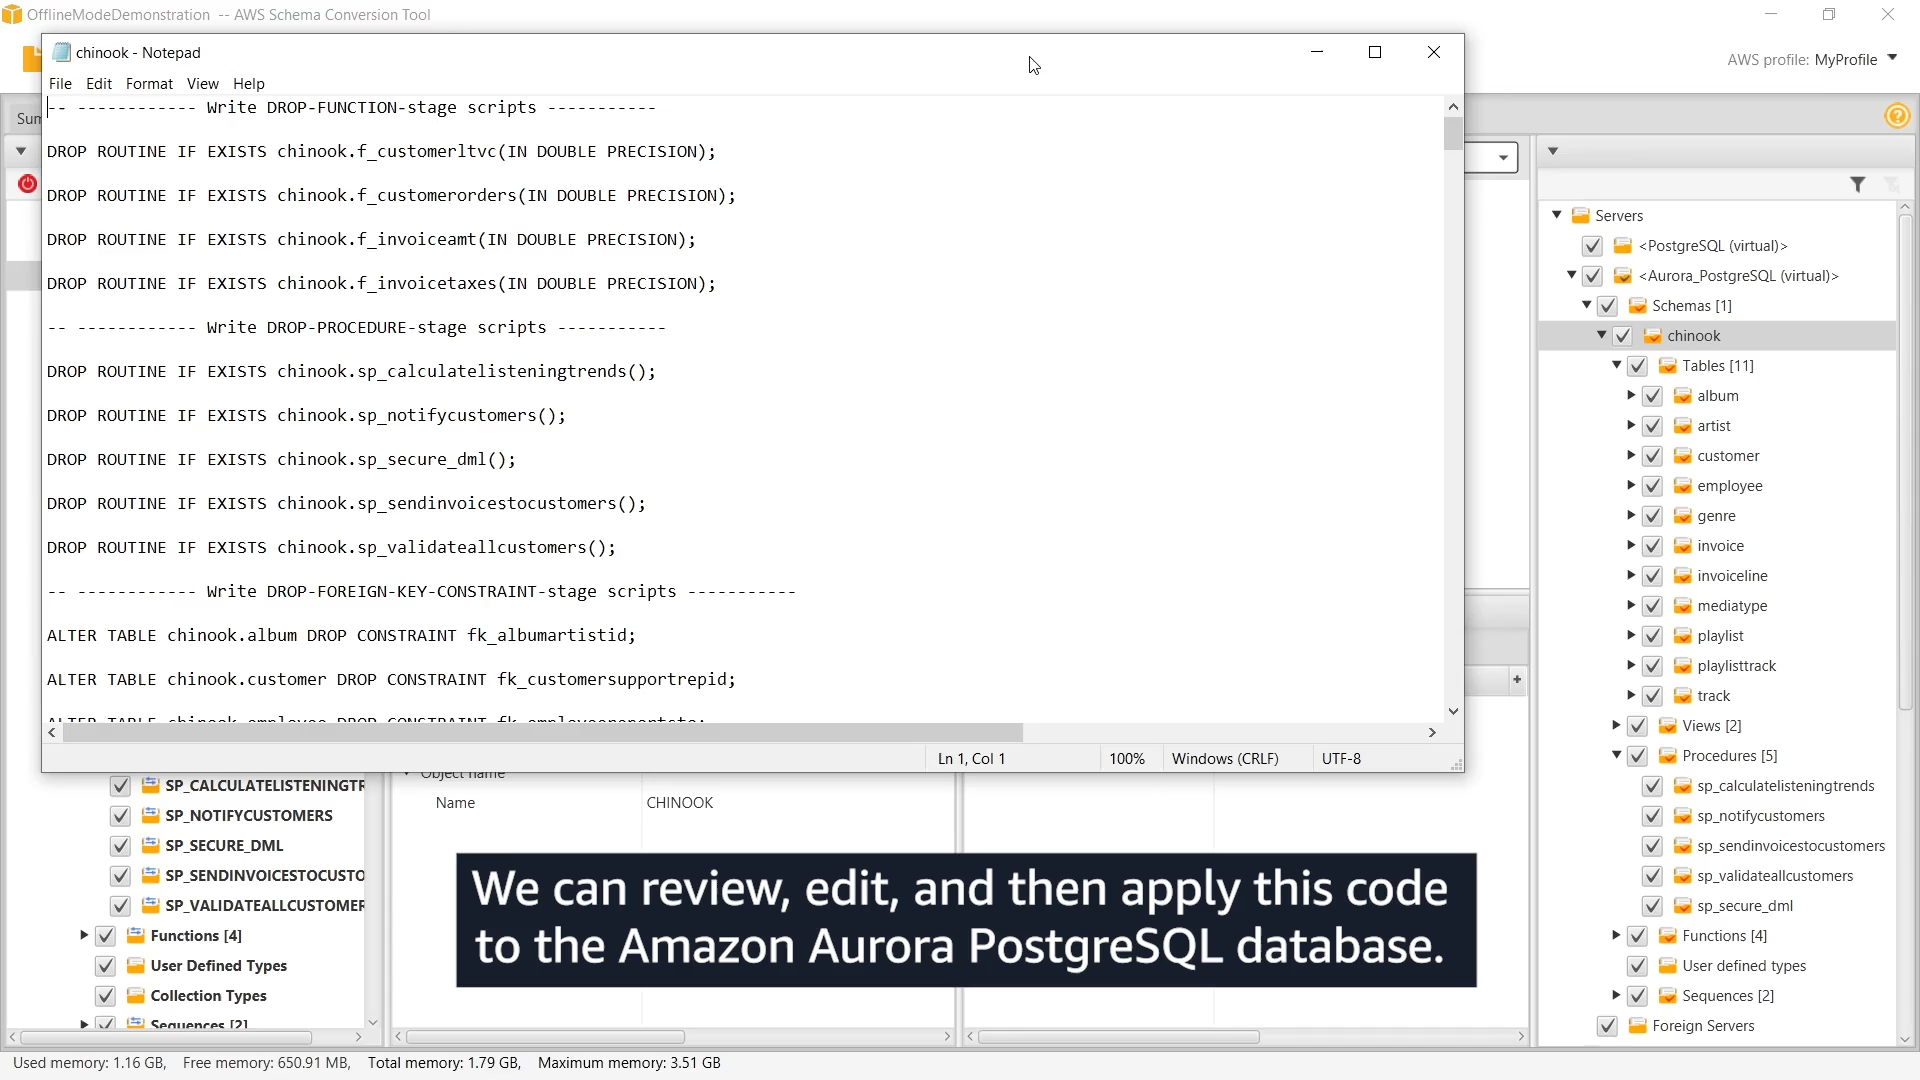 OfflineModeDemonstration -- AWS Schema Conversion Tool
chinook - Notepad
AWS profile: MyProfile
File Edit Format View Help
-- ------------ Write DROP-FUNCTION-stage scripts -----------
DROP ROUTINE IF EXISTS chinook.f_customerltvc(IN DOUBLE PRECISION);
DROP ROUTINE IF EXISTS chinook.f_customerorders(IN DOUBLE PRECISION);
DROP ROUTINE IF EXISTS chinook.f_invoiceamt(IN DOUBLE PRECISION);
DROP ROUTINE IF EXISTS chinook.f_invoicetaxes(IN DOUBLE PRECISION);
-- ------------ Write DROP-PROCEDURE-stage scripts -----------
DROP ROUTINE IF EXISTS chinook.sp_calculatelisteningtrends();
DROP ROUTINE IF EXISTS chinook.sp_notifycustomers();
DROP ROUTINE IF EXISTS chinook.sp_secure_dml();
DROP ROUTINE IF EXISTS chinook.sp_sendinvoicestocustomers();
DROP ROUTINE IF EXISTS chinook.sp_validateallcustomers();
-- ------------ Write DROP-FOREIGN-KEY-CONSTRAINT-stage scripts -----------
ALTER TABLE chinook.album DROP CONSTRAINT fk_albumartistid;
ALTER TABLE chinook.customer DROP CONSTRAINT fk_customersupportrepid;
Ln 1, Col 1 100% Windows (CRLF) UTF-8
Sum
Servers
<PostgreSQL (virtual)>
<Aurora_PostgreSQL (virtual)>
Schemas [1]
chinook
Tables [11]
album
artist
customer
employee
genre
invoice
invoiceline
mediatype
playlist
playlisttrack
track
Views [2]
Procedures [5]
sp_calculatelisteningtrends
sp_notifycustomers
sp_sendinvoicestocustomers
sp_validateallcustomers
sp_secure_dml
Functions [4]
User defined types
Sequences [2]
Foreign Servers
SP_CALCULATELISTENINGTR
SP_NOTIFYCUSTOMERS
SP_SECURE_DML
SP_SENDINVOICESTOCUSTO
SP_VALIDATEALLCUSTOMER
Functions [4]
User Defined Types
Collection Types
Sequences [2]
Object name
Name CHINOOK
We can review, edit, and then apply this code
to the Amazon Aurora PostgreSQL database.
Used memory: 1.16 GB, Free memory: 650.91 MB, Total memory: 1.79 GB, Maximum memory: 3.51 GB